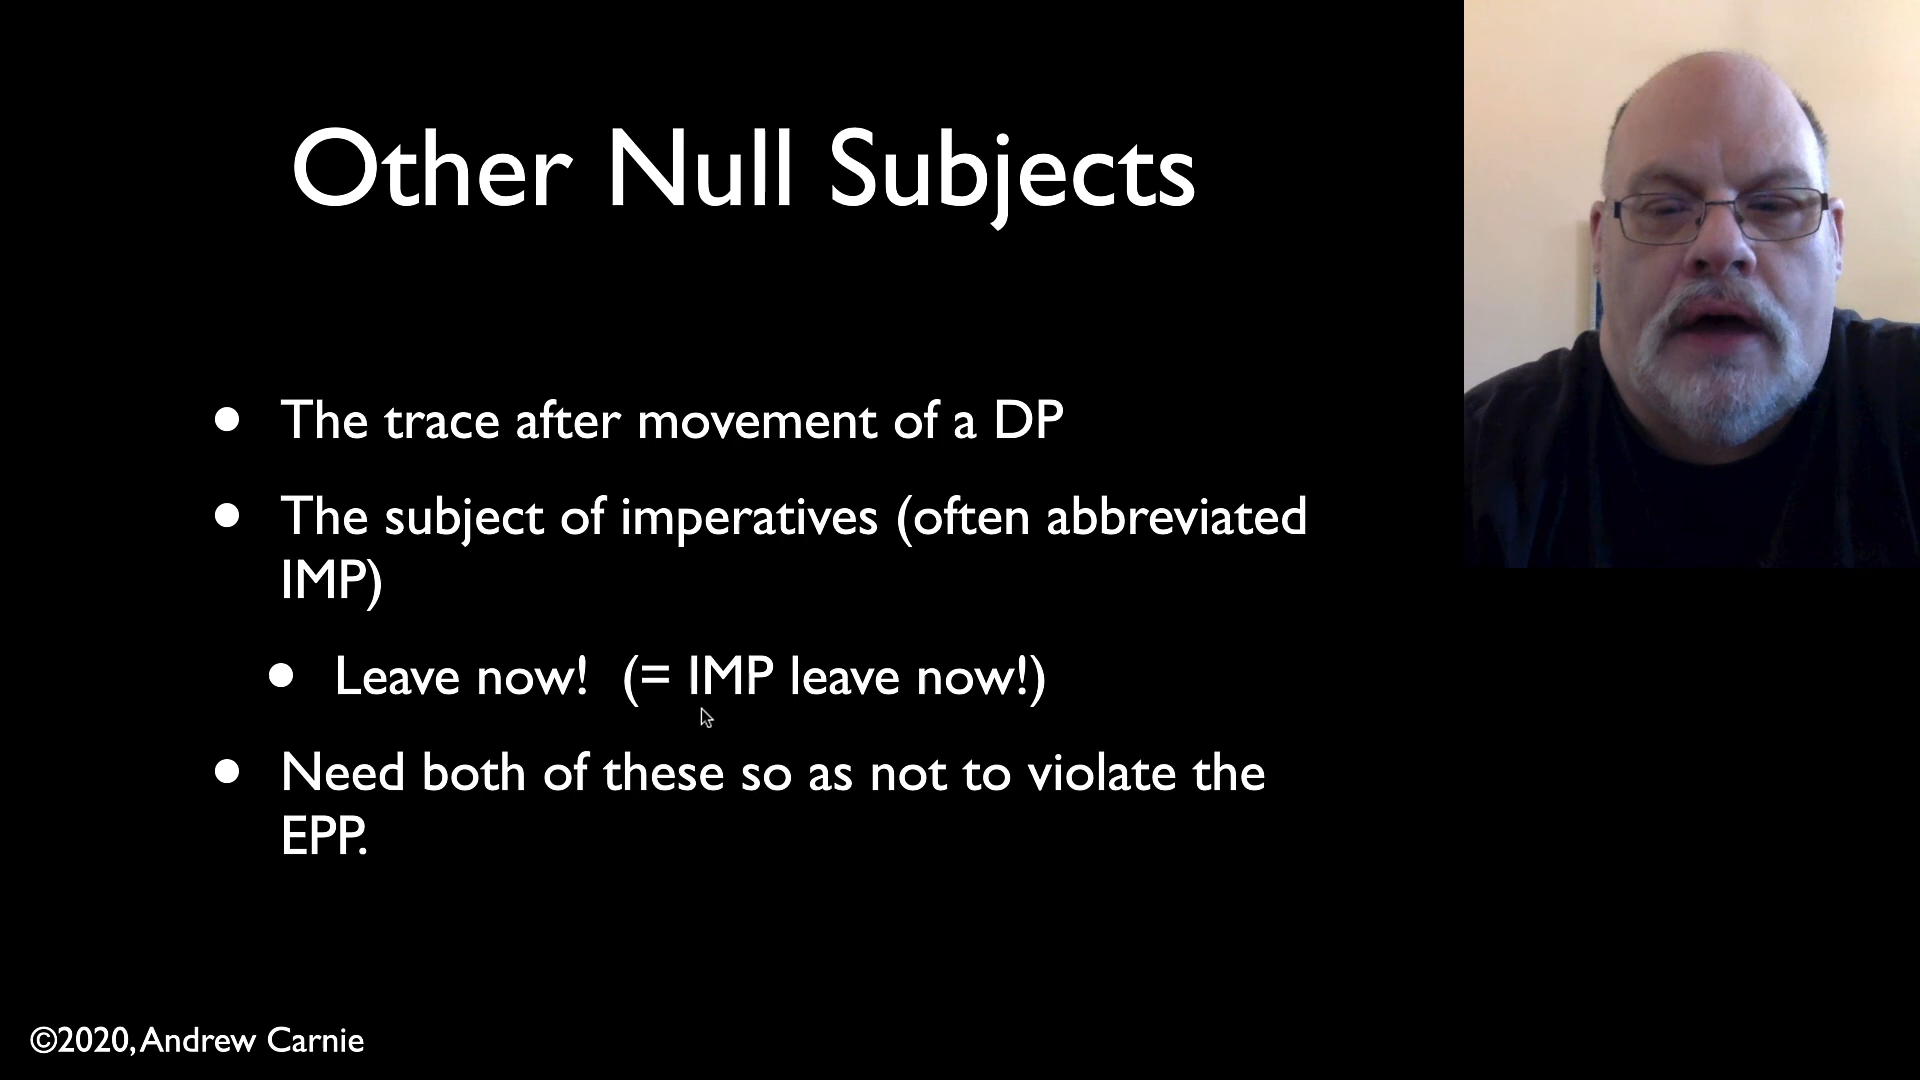 Other Null Subjects
• The trace after movement of a DP
• The subject of imperatives (often abbreviated
IMP)
• Leave now! (= IMP leave now!)
• Need both of these so as not to violate the
EPP.
©2020, Andrew Carnie